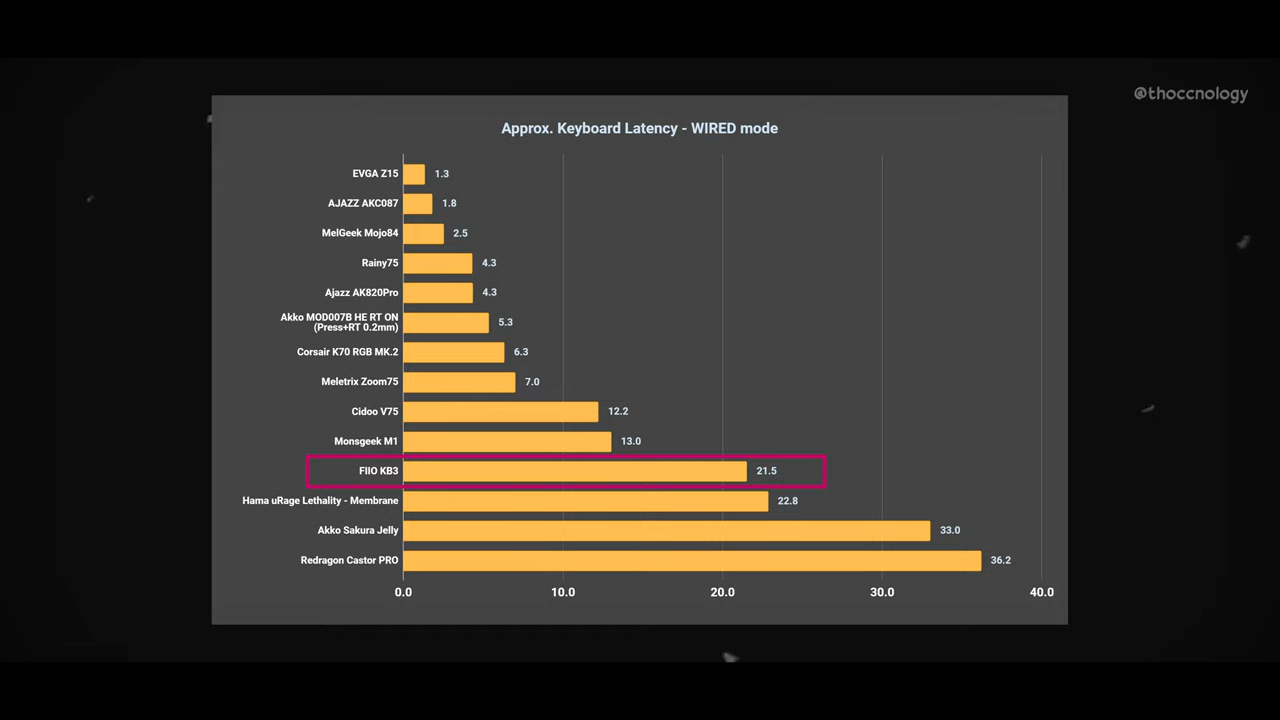 @thoccnology
Approx. Keyboard Latency - WIRED mode
EVGA Z15 1.3
AJAZZ AKC087 1.8
MelGeek Mojo84 2.5
Rainy75 4.3
Ajazz AK820Pro 4.3
Akko MOD007B HE RT ON
(Press+RT 0.2mm) 5.3
Corsair K70 RGB MK.2 6.3
Meletrix Zoom75 7.0
Cidoo V75 12.2
Monsgeek M1 13.0
FIIO KB3 21.5
Hama uRage Lethality - Membrane 22.8
Akko Sakura Jelly 33.0
Redragon Castor PRO 36.2
0.0 10.0 20.0 30.0 40.0